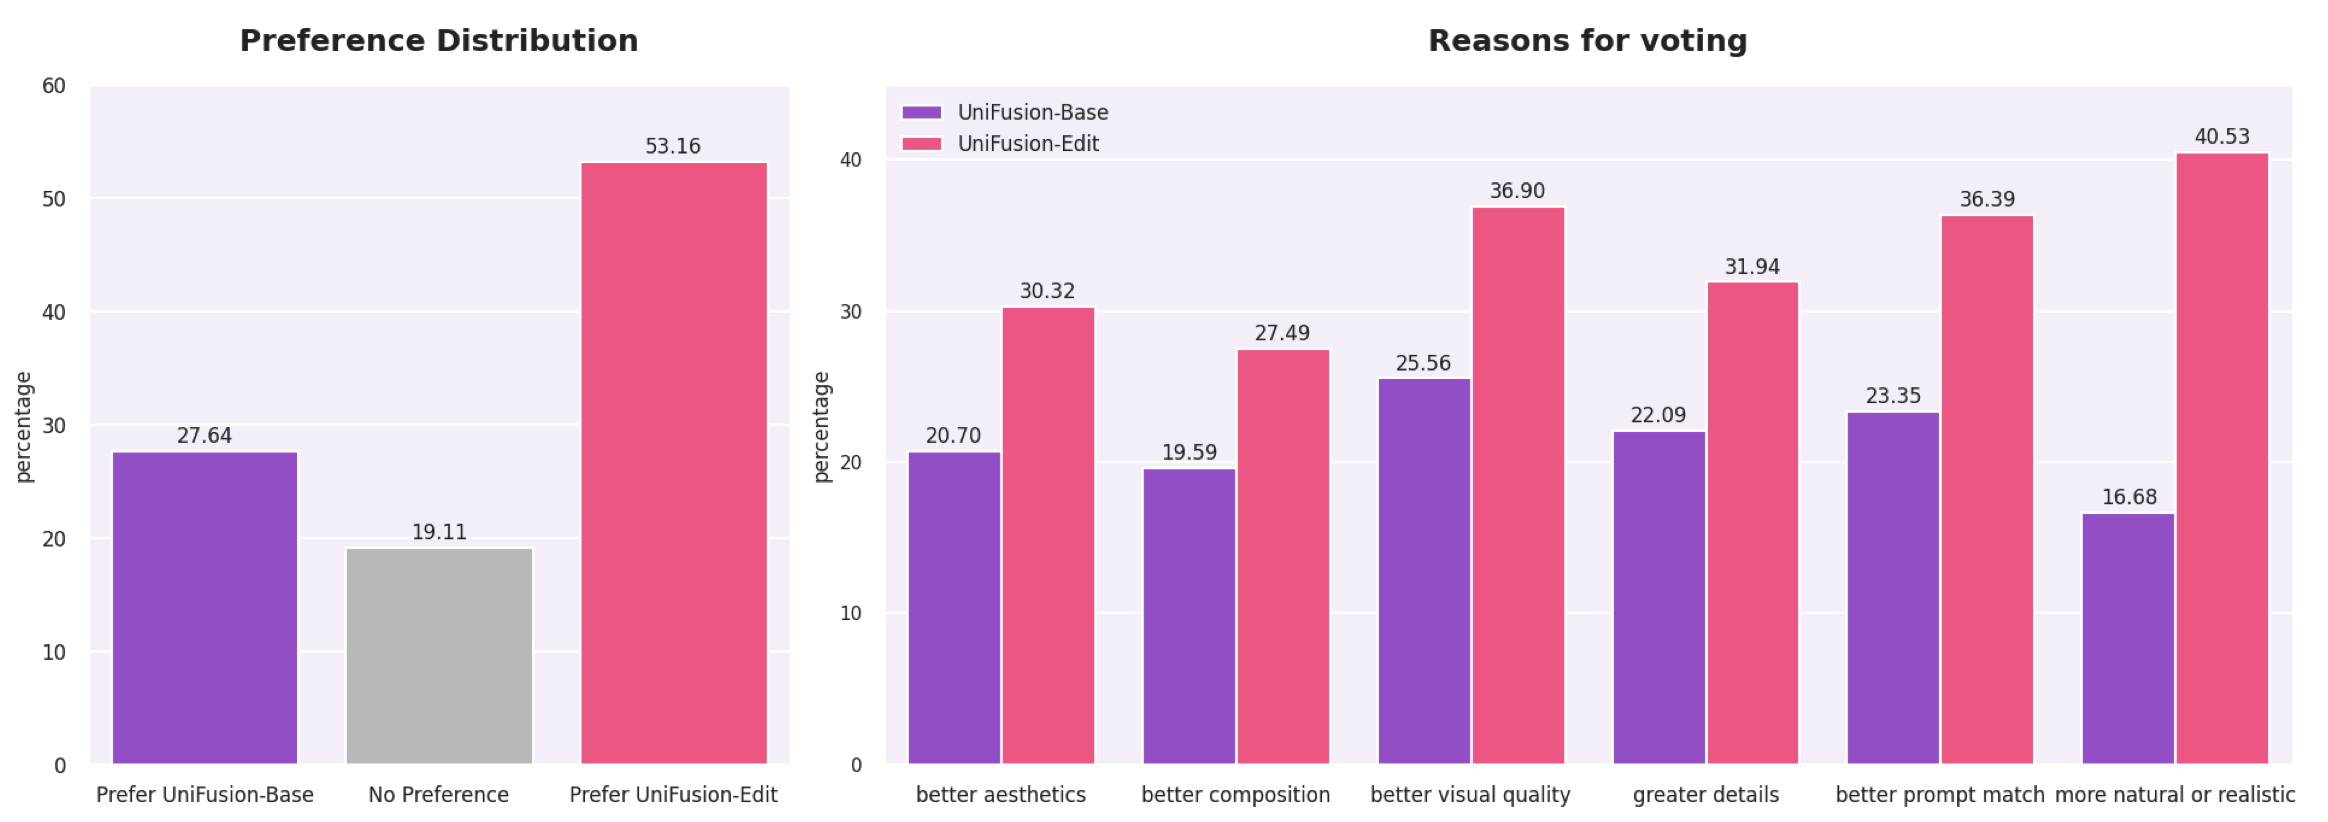 Preference Distribution
percentage
60
50
40
30
20
10
0
27.64
19.11
53.16
Prefer UniFusion-Base
No Preference
Prefer UniFusion-Edit
Reasons for voting
UniFusion-Base
UniFusion-Edit
percentage
40
30
20
10
0
20.70
30.32
19.59
27.49
25.56
36.90
22.09
31.94
23.35
36.39
16.68
40.53
better aesthetics
better composition
better visual quality
greater details
better prompt match
more natural or realistic